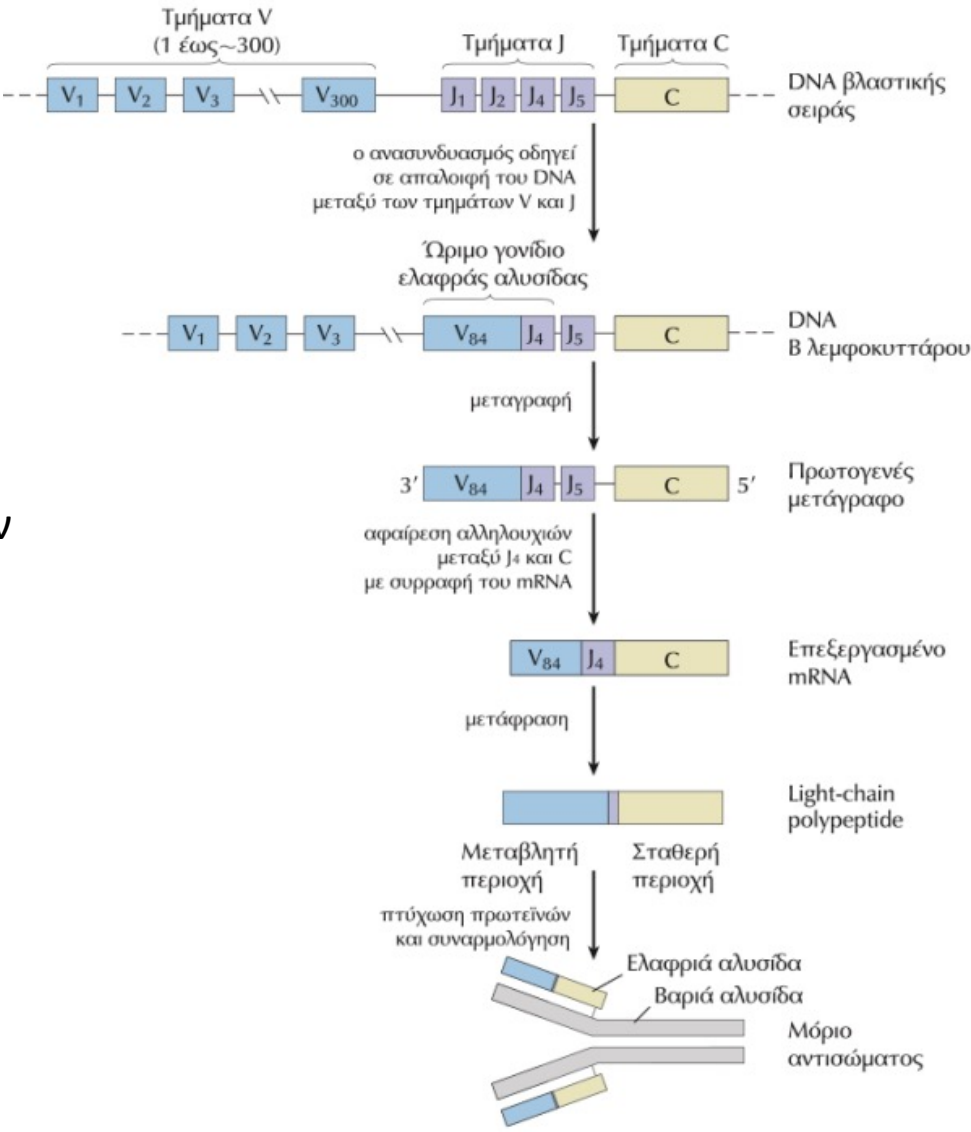 Τμήματα V
(1 έως~300)
Τμήματα J
Τμήματα C
V1 V2 V3 V300 J1 J2 J4 J5 C
DNA βλαστικής
σειράς
ο ανασυνδυασμός οδηγεί
σε απαλοιφή του DNA
μεταξύ των τμημάτων V και J
Ώριμο γονίδιο
ελαφράς αλυσίδας
V1 V2 V3 V84 J4 J5 C
DNA
Β λεμφοκυττάρου
μεταγραφή
3′ V84 J4 J5 C 5′
Πρωτογενές
μετάγραφο
ν
αφαίρεση αλληλουχιών
μεταξύ J4 και C
με συρραφή του mRNA
V84 J4 C
Επεξεργασμένο
mRNA
μετάφραση
Light-chain
polypeptide
Μεταβλητή
περιοχή
Σταθερή
περιοχή
πτύχωση πρωτεϊνών
και συναρμολόγηση
Ελαφριά αλυσίδα
Βαριά αλυσίδα
Μόριο
αντισώματος